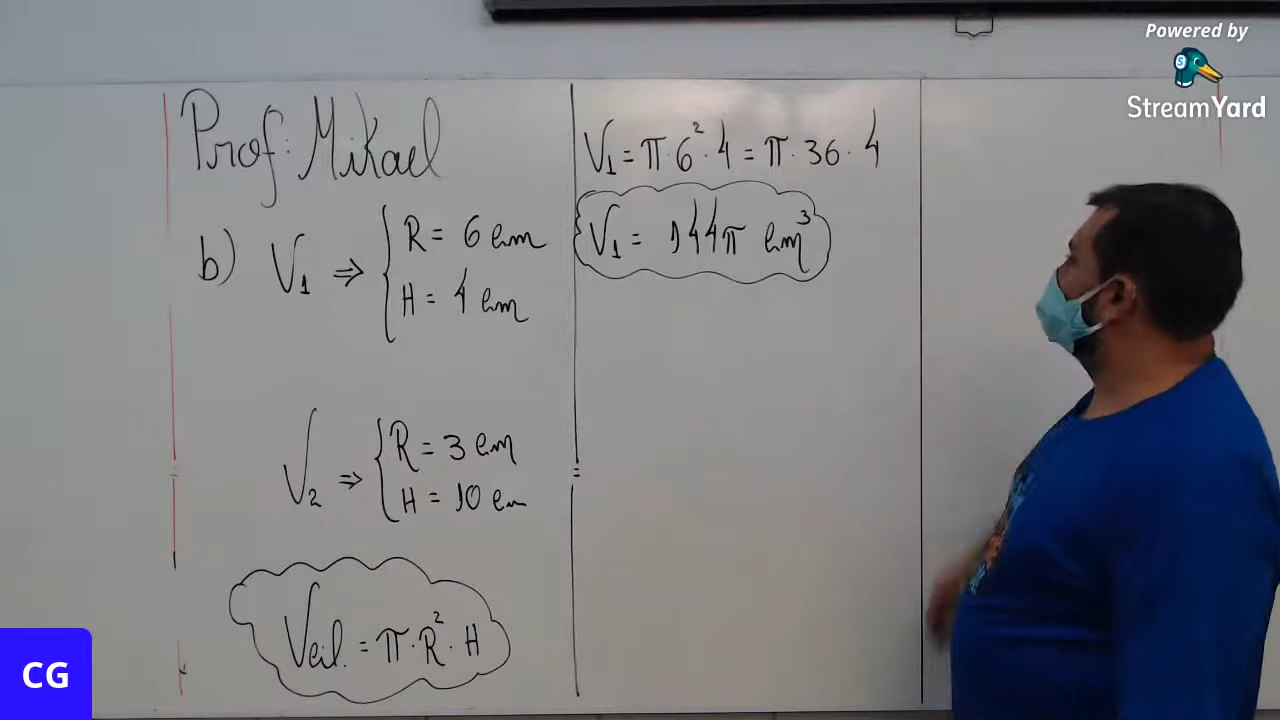 Powered by
StreamYard
Prof: Mikael
b) V₁ ⇒ { R = 6 cm
H = 4 cm
V₂ ⇒ { R = 3 cm
H = 10 cm
Vcil. = π · R² · H
V₁ = π · 6² · 4 = π · 36 · 4
V₁ = 144π cm³
CG